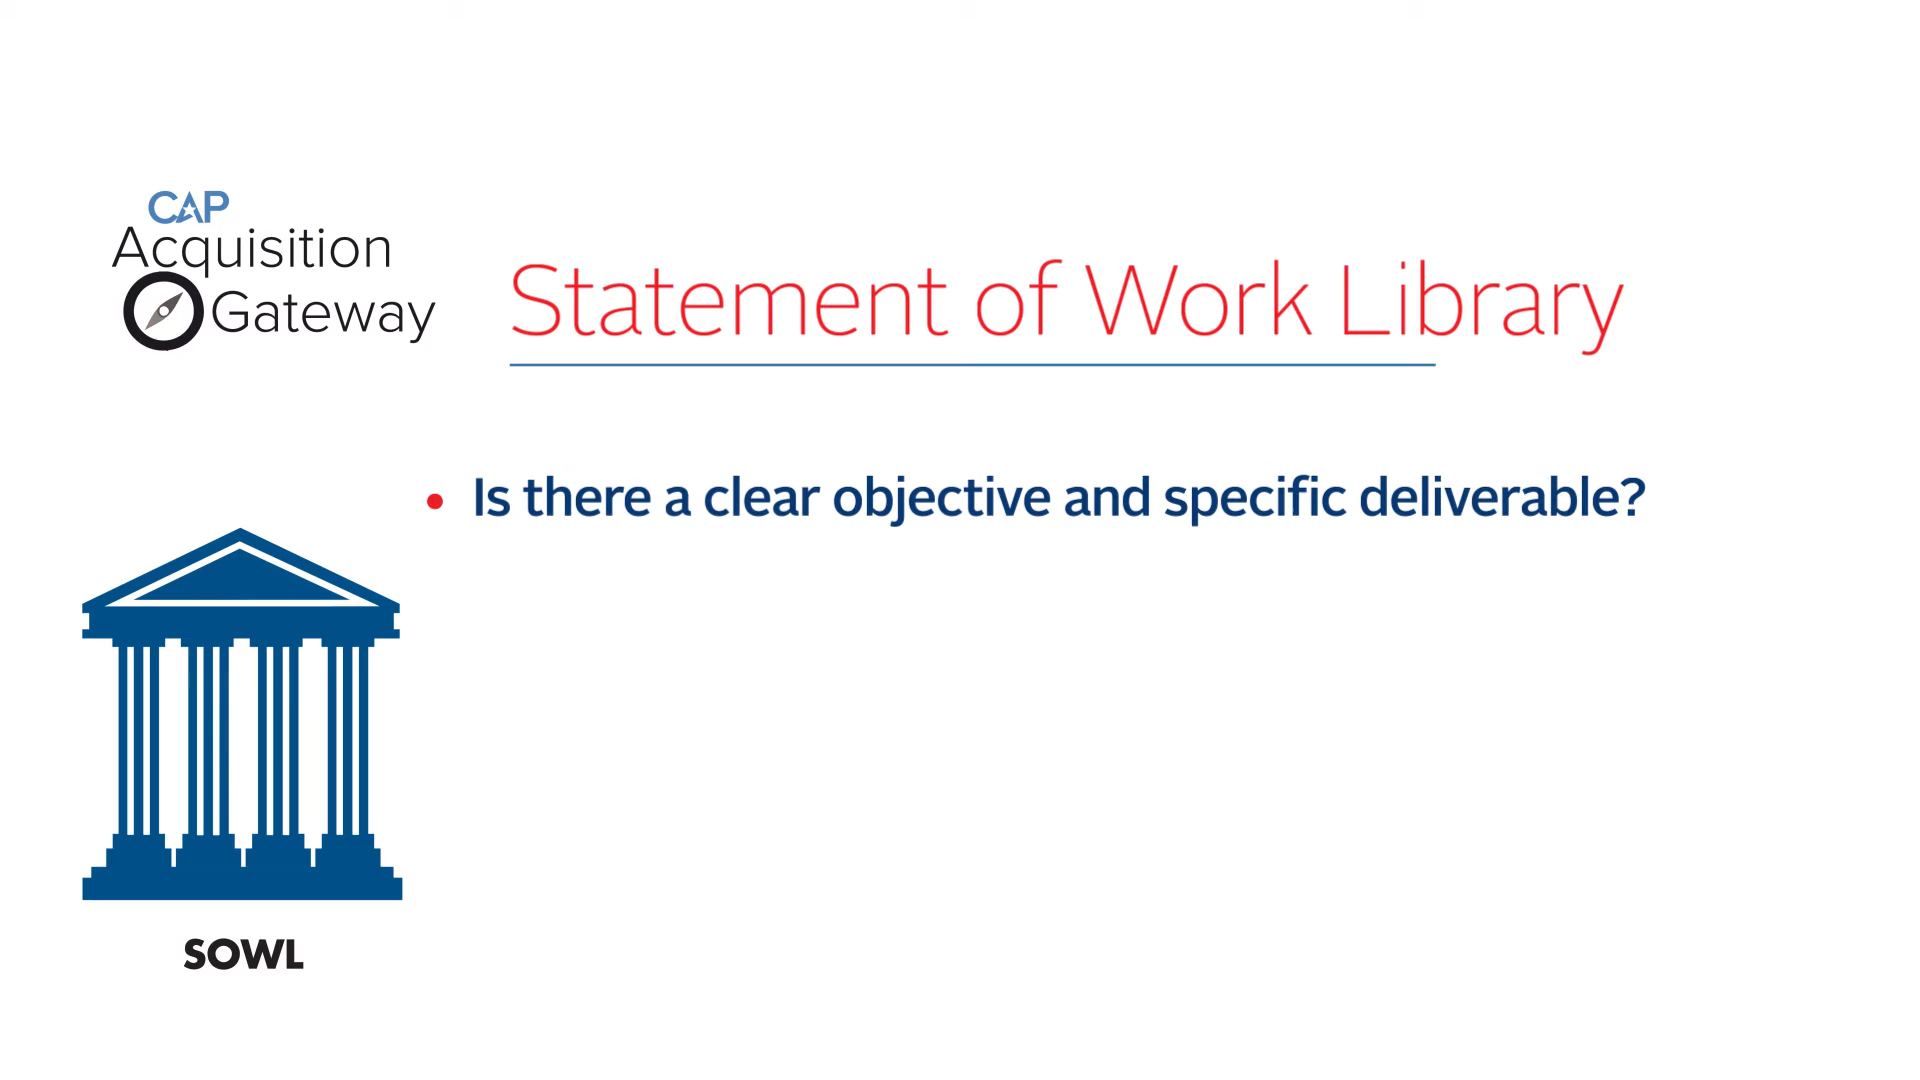 CAP
Acquisition
Gateway
Statement of Work Library
• Is there a clear objective and specific deliverable?
SOWL